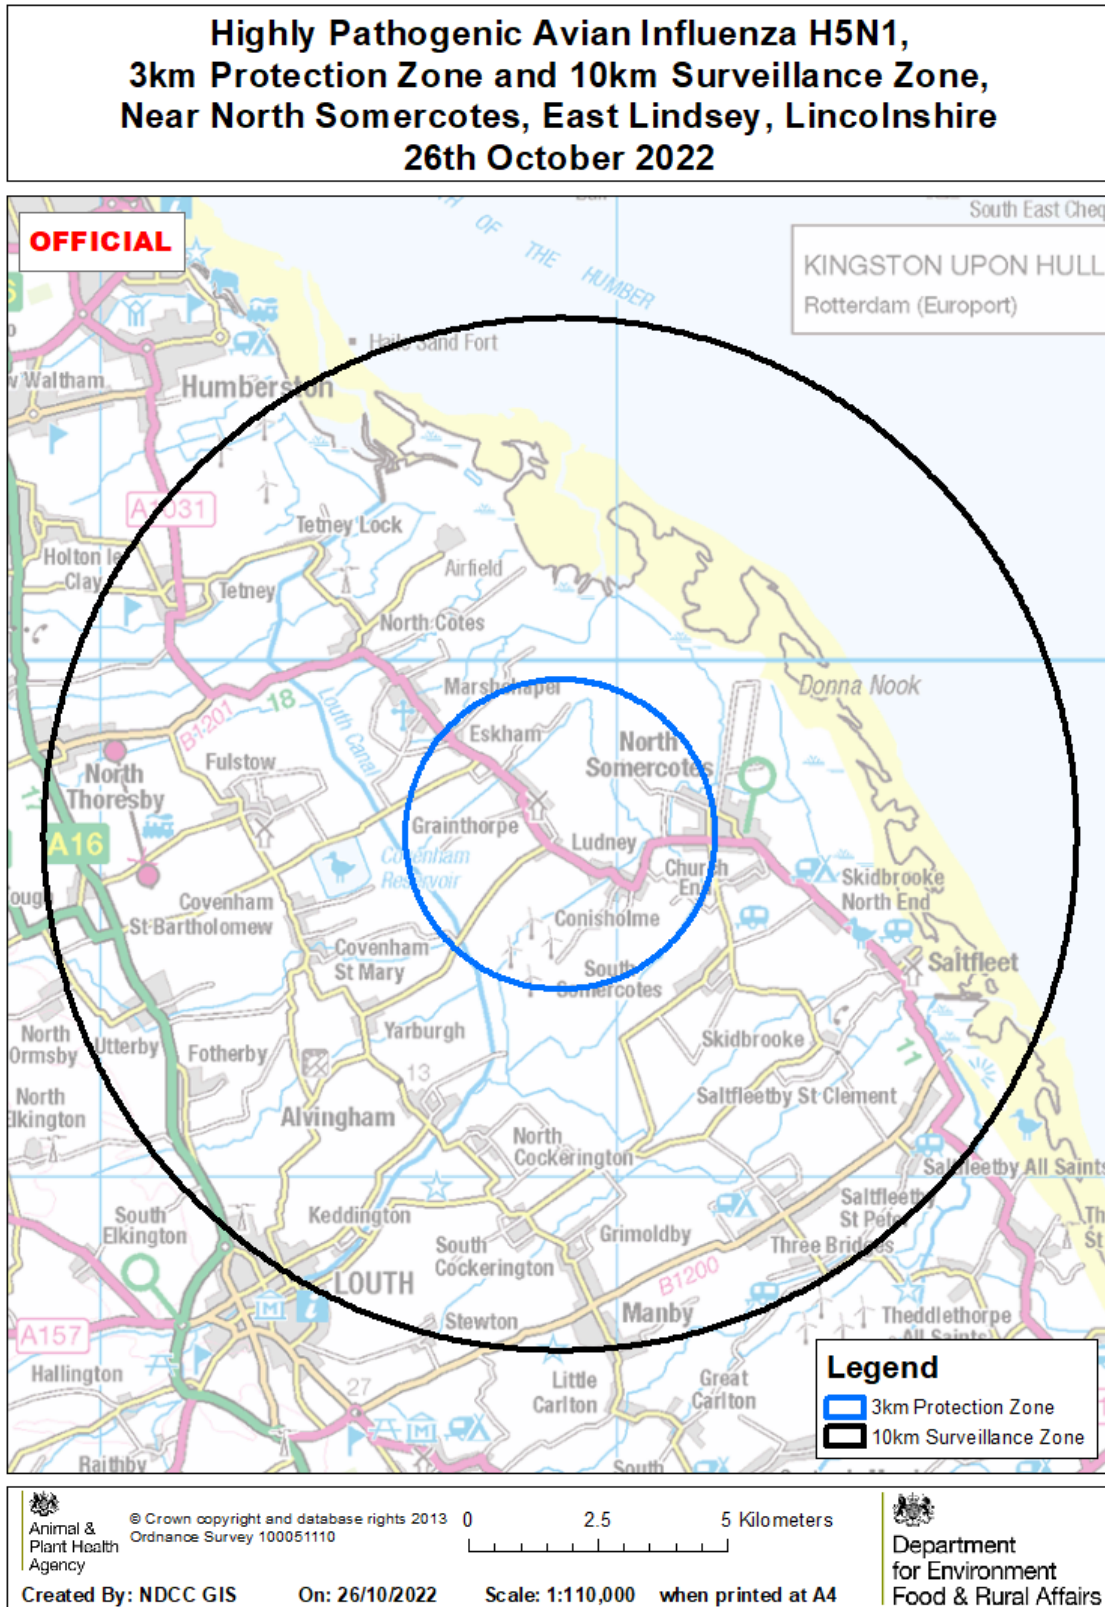 Highly Pathogenic Avian Influenza H5N1,
3km Protection Zone and 10km Surveillance Zone,
Near North Somercotes, East Lindsey, Lincolnshire
26th October 2022
OFFICIAL
South East Cheq
OF THE HUMBER
KINGSTON UPON HULL
Rotterdam (Europort)
Haile Sand Fort
w Waltham
Humberston
A1031
Tetney Lock
Holton le
Clay
Airfield
Tetney
North Cotes
Marshchapel
Donna Nook
B1201
18
Louth Canal
Eskham
North
Somercotes
Fulstow
North
Thoresby
17
A16
Grainthorpe
Ludney
Covenham
Reservoir
Church
End
Skidbrooke
North End
Covenham
St Bartholomew
Conisholme
Covenham
St Mary
Saltfleet
South
Somercotes
North
Ormsby
Utterby
Fotherby
Yarburgh
Skidbrooke
11
13
North
Elkington
Alvingham
Saltfleetby St Clement
North
Cockerington
Saltfleetby All Saints
South
Elkington
Keddington
Saltfleetby
St Peter
Grimoldby
Three Bridges
South
Cockerington
LOUTH
B1200
A157
Stewton
Manby
Theddlethorpe
All Saints
Hallington
27
Little
Carlton
Great
Carlton
Raithby
South
Legend
3km Protection Zone
10km Surveillance Zone
Animal &
Plant Health
Agency
© Crown copyright and database rights 2013
Ordnance Survey 100051110
0 2.5 5 Kilometers
Department
for Environment
Food & Rural Affairs
Created By: NDCC GIS On: 26/10/2022 Scale: 1:110,000 when printed at A4